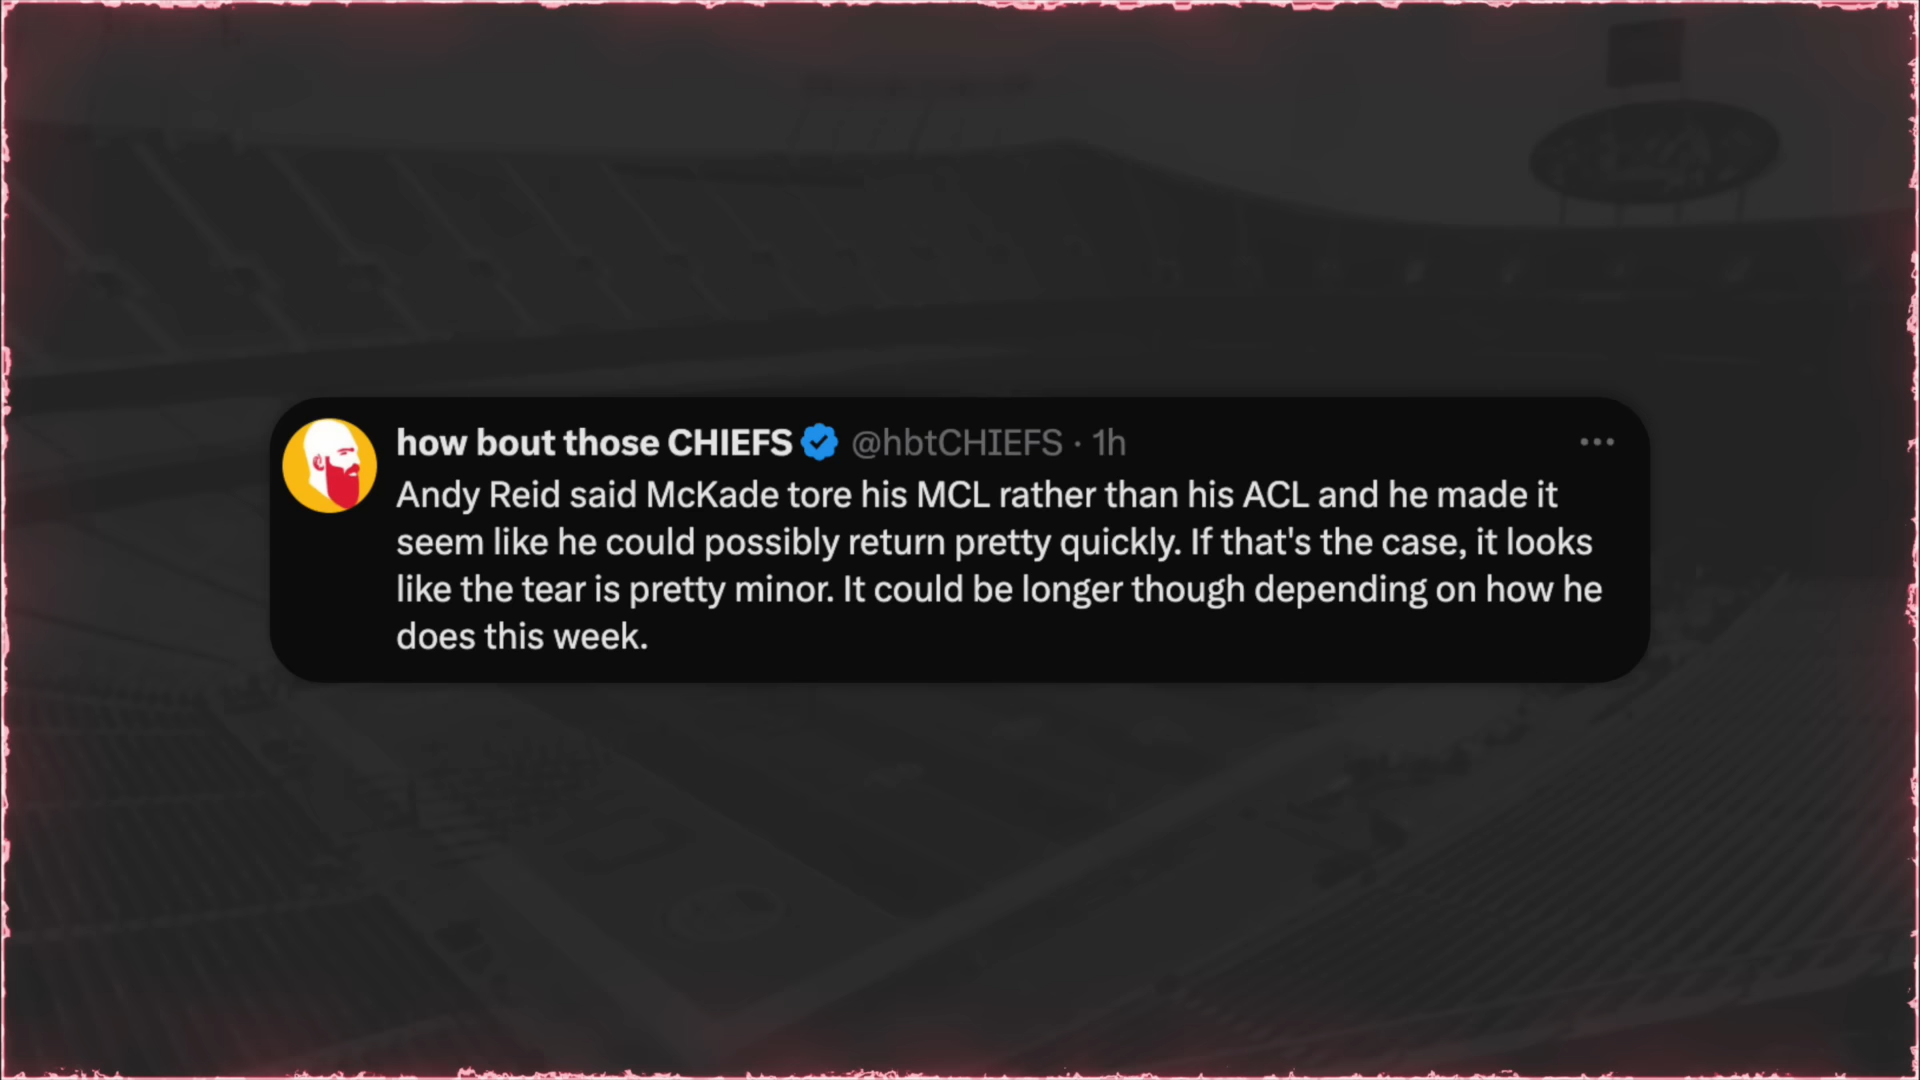 how bout those CHIEFS @hbtCHIEFS · 1h
Andy Reid said McKade tore his MCL rather than his ACL and he made it
seem like he could possibly return pretty quickly. If that's the case, it looks
like the tear is pretty minor. It could be longer though depending on how he
does this week.